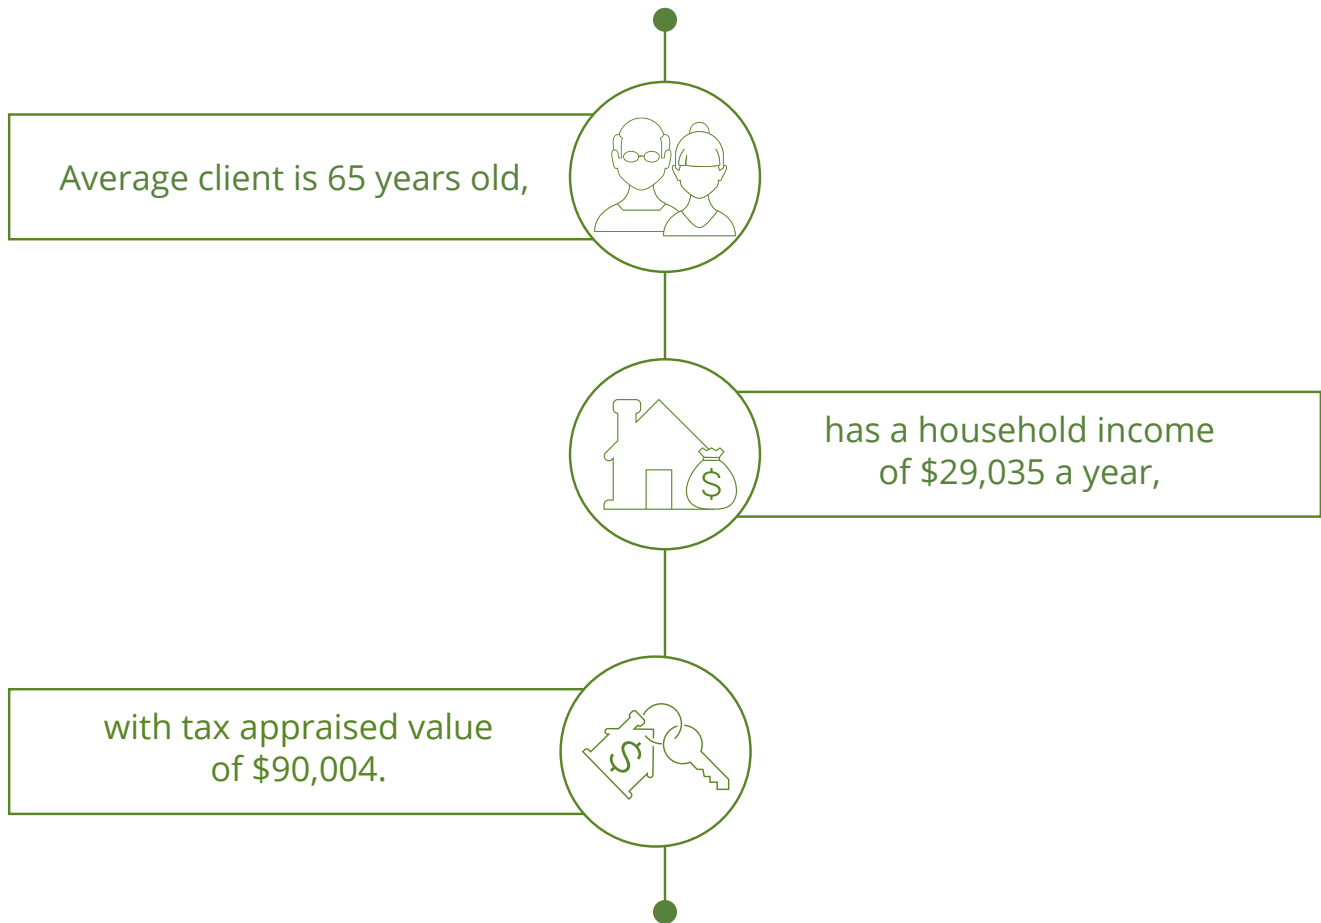 Average client is 65 years old,
has a household income
of $29,035 a year,
$
with tax appraised value
of $90,004.
$